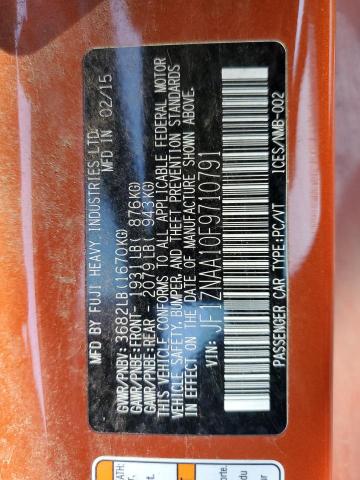 MFD BY FUJI HEAVY INDUSTRIES LTD.
MFD IN 02/15
GVWR/PNBV- 3682LB(1670KG)
GAWR/PNBE:FRONT- 1931LB( 876KG)
GAWR/PNBE:REAR - 2079LB( 943KG)
THIS VEHICLE CONFORMS TO ALL APPLICABLE FEDERAL MOTOR
VEHICLE SAFETY, BUMPER AND THEFT PREVENTION STANDARDS
IN EFFECT ON THE DATE OF MANUFACTURE SHOWN ABOVE.
VIN: JF1ZNAA10F9710791
PASSENGER CAR TYPE:PC/VT ICES/NMB-002